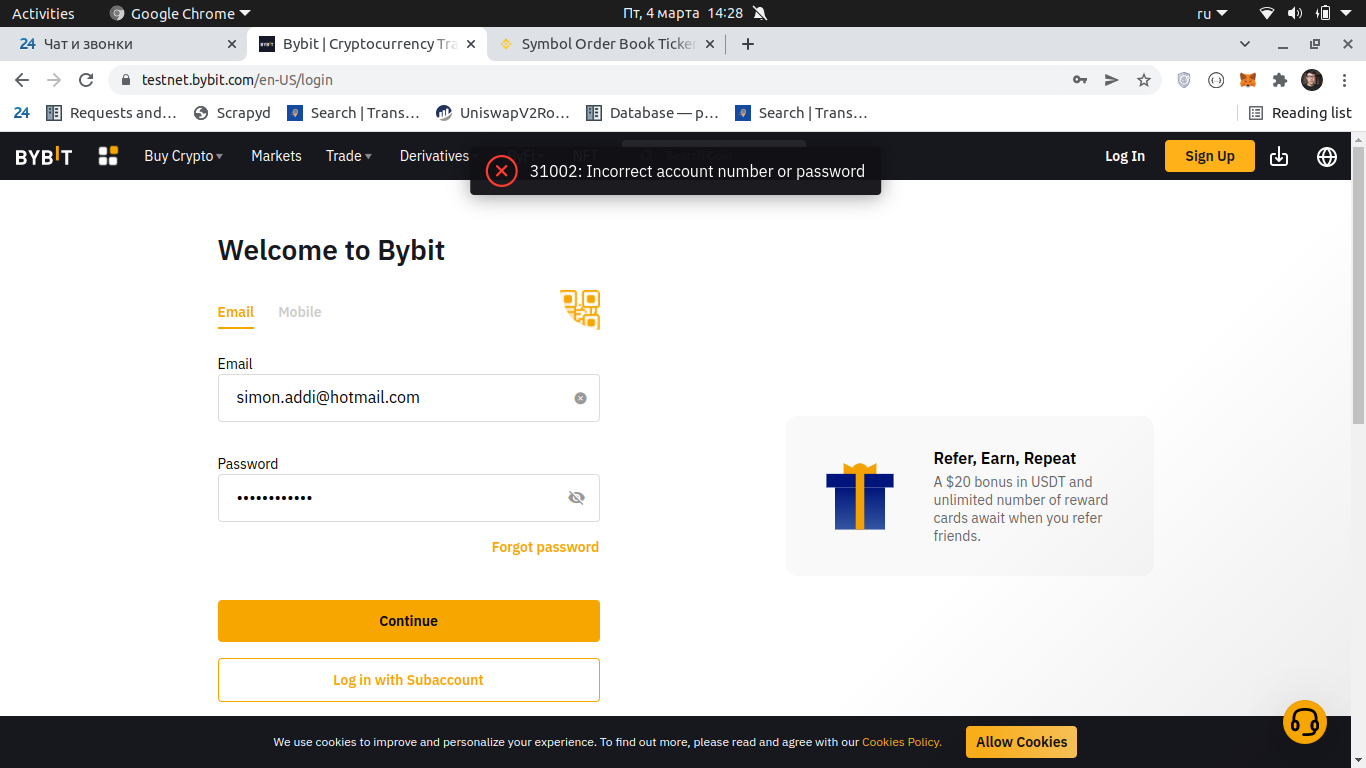 Activities Google Chrome Пт, 4 марта 14:28 ru
24 Чат и звонки Bybit | Cryptocurrency Tra Symbol Order Book Ticker
testnet.bybit.com/en-US/login
24 Requests and... Scrapyd Search | Trans... UniswapV2Ro... Database — p... Search | Trans... Reading list
BYBIT Buy Crypto Markets Trade Derivatives NFT Log In Sign Up
31002: Incorrect account number or password
Welcome to Bybit
Email Mobile
Email
simon.addi@hotmail.com
Password
••••••••••••
Forgot password
Continue
Log in with Subaccount
Refer, Earn, Repeat
A $20 bonus in USDT and
unlimited number of reward
cards await when you refer
friends.
We use cookies to improve and personalize your experience. To find out more, please read and agree with our Cookies Policy. Allow Cookies